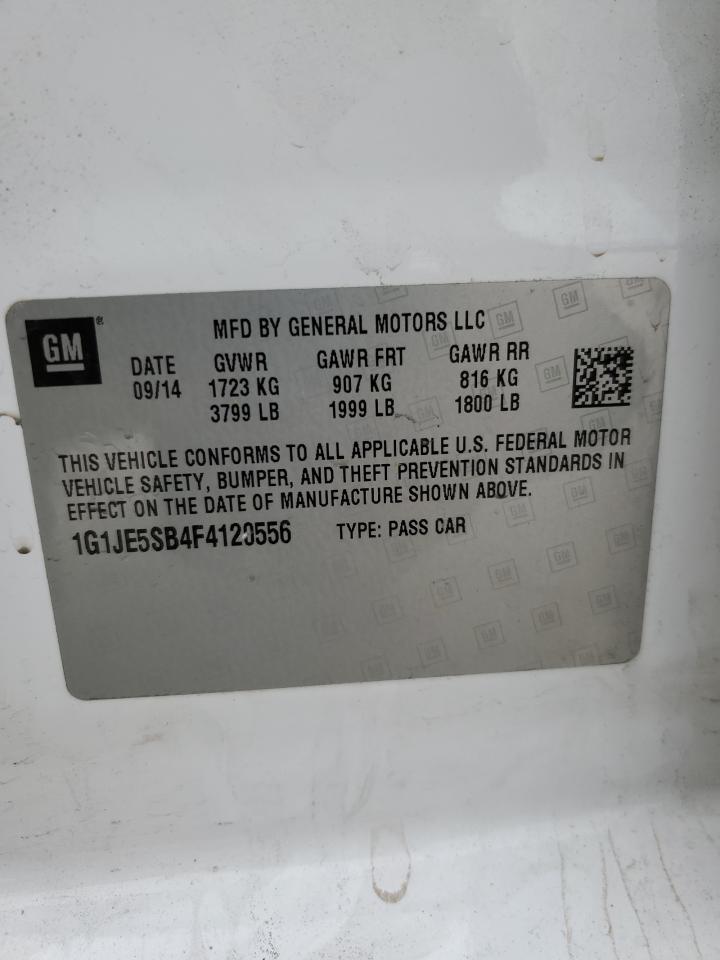 GM ®
MFD BY GENERAL MOTORS LLC
DATE GVWR GAWR FRT GAWR RR
09/14 1723 KG 907 KG 816 KG
3799 LB 1999 LB 1800 LB
THIS VEHICLE CONFORMS TO ALL APPLICABLE U.S. FEDERAL MOTOR
VEHICLE SAFETY, BUMPER, AND THEFT PREVENTION STANDARDS IN
EFFECT ON THE DATE OF MANUFACTURE SHOWN ABOVE.
1G1JE5SB4F4120556 TYPE: PASS CAR